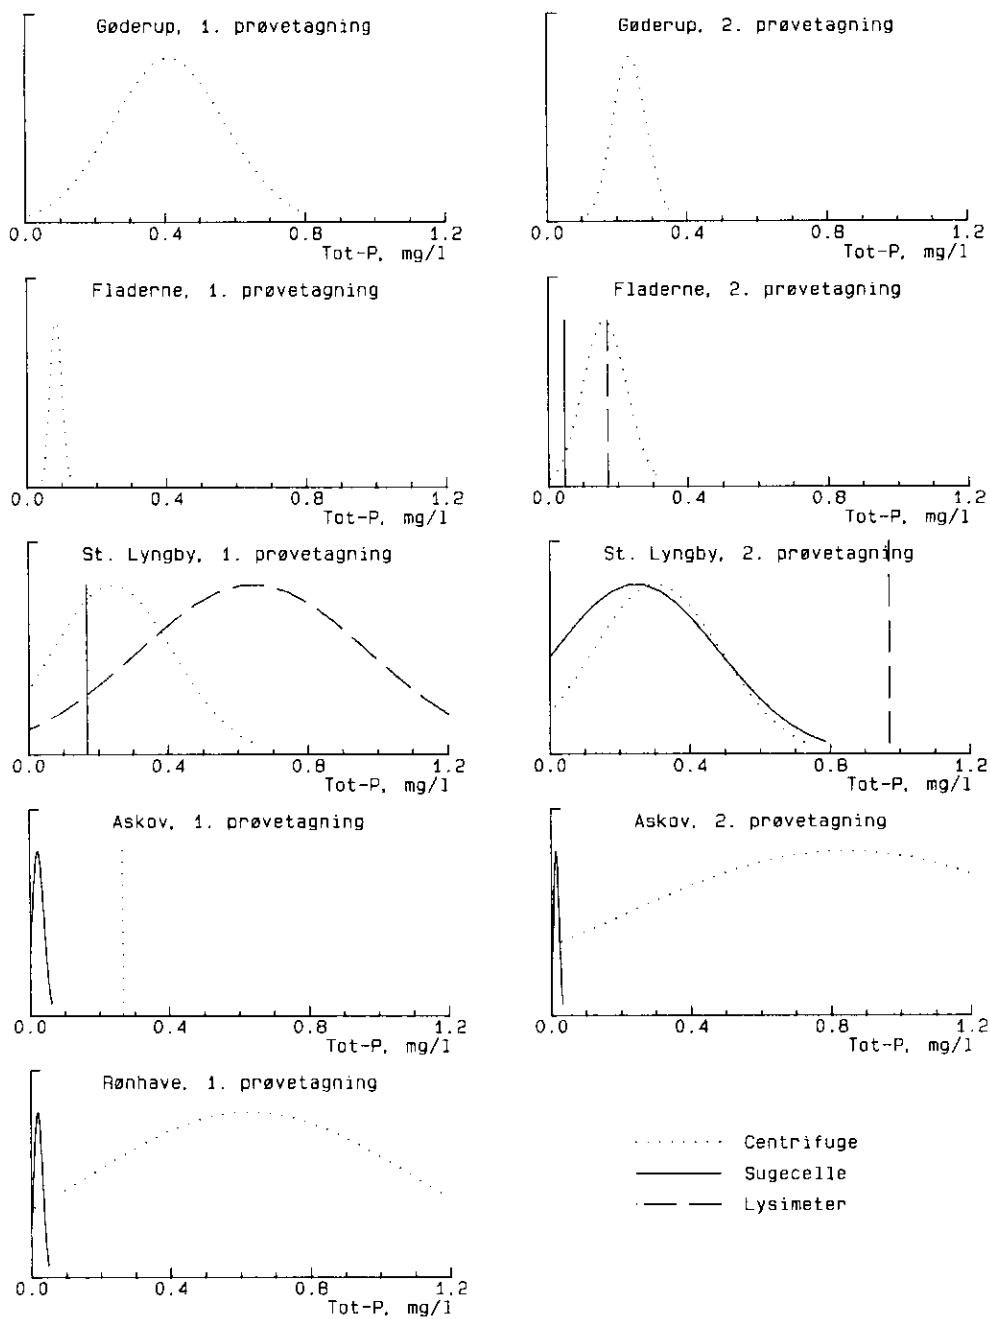 Gøderup, 1. prøvetagning
0.0 0.4 0.8 1.2
Tot-P, mg/l
Gøderup, 2. prøvetagning
0.0 0.4 0.8 1.2
Tot-P, mg/l
Fladerne, 1. prøvetagning
0.0 0.4 0.8 1.2
Tot-P, mg/l
Fladerne, 2. prøvetagning
0.0 0.4 0.8 1.2
Tot-P, mg/l
St. Lyngby, 1. prøvetagning
0.0 0.4 0.8 1.2
Tot-P, mg/l
St. Lyngby, 2. prøvetagning
0.0 0.4 0.8 1.2
Tot-P, mg/l
Askov, 1. prøvetagning
0.0 0.4 0.8 1.2
Tot-P, mg/l
Askov, 2. prøvetagning
0.0 0.4 0.8 1.2
Tot-P, mg/l
Rønhave, 1. prøvetagning
0.0 0.4 0.8 1.2
Tot-P, mg/l
Centrifuge
Sugecelle
Lysimeter